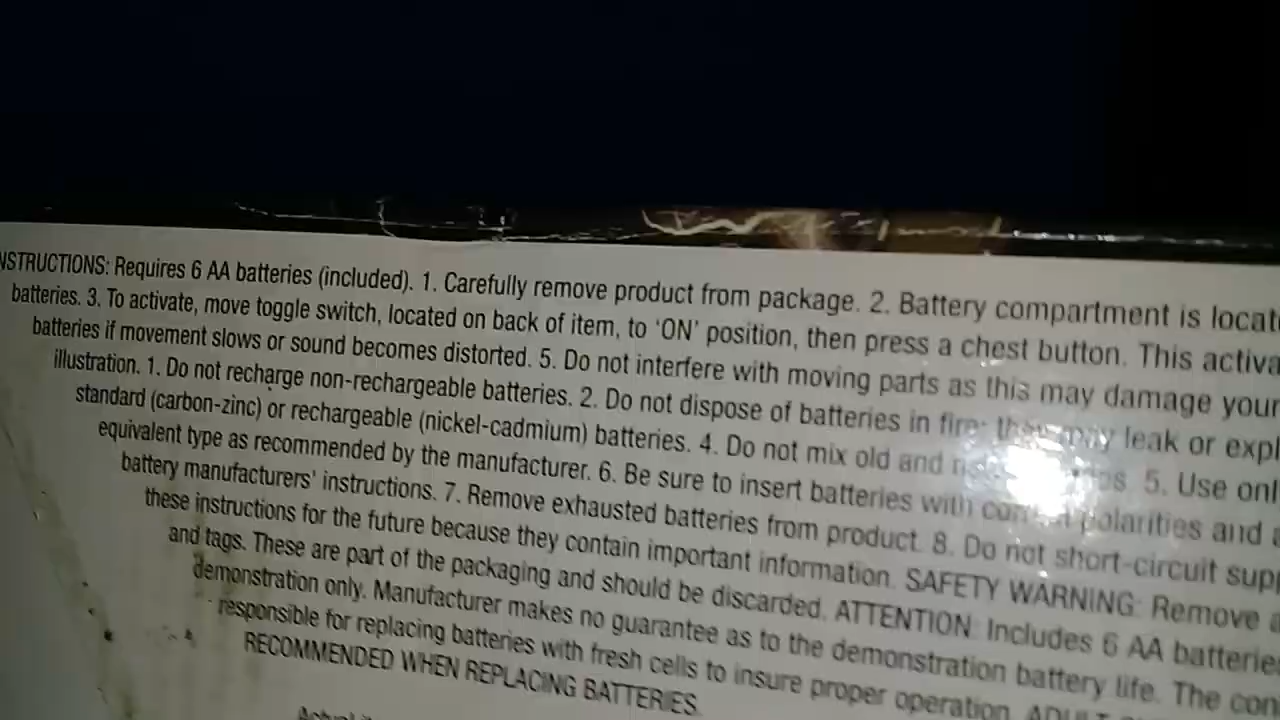 NSTRUCTIONS: Requires 6 AA batteries (included). 1. Carefully remove product from package. 2. Battery compartment is locat
batteries. 3. To activate, move toggle switch, located on back of item, to 'ON' position, then press a chest button. This activa
batteries if movement slows or sound becomes distorted. 5. Do not interfere with moving parts as this may damage your
illustration. 1. Do not recharge non-rechargeable batteries. 2. Do not dispose of batteries in fire; they may leak or expl
standard (carbon-zinc) or rechargeable (nickel-cadmium) batteries. 4. Do not mix old and 5. Use onl
equivalent type as recommended by the manufacturer. 6. Be sure to insert batteries with polarities and
battery manufacturers' instructions. 7. Remove exhausted batteries from product. 8. Do not short-circuit sup
these instructions for the future because they contain important information. SAFETY WARNING: Remove a
and tags. These are part of the packaging and should be discarded. ATTENTION: Includes 6 AA batterie
demonstration only. Manufacturer makes no guarantee as to the demonstration battery life. The con
responsible for replacing batteries with fresh cells to insure proper operation. ADULT
RECOMMENDED WHEN REPLACING BATTERIES.